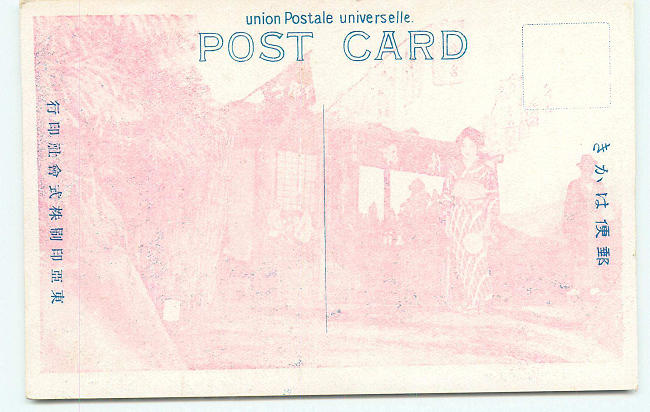 union Postale universelle.
POST CARD
郵便はかき
東亞印刷株式會社印行